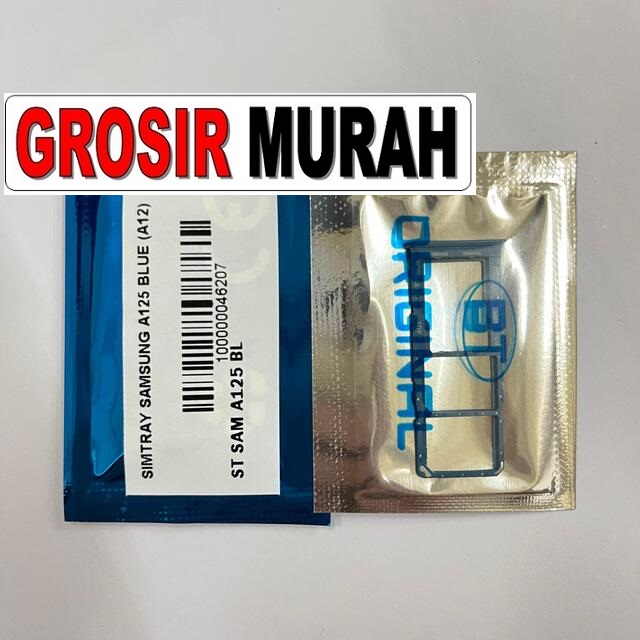 GROSIR MURAH
SIMTRAY SAMSUNG A125 BLUE (A12)
100000046207
ST SAM A125 BL
ORIGINAL
BT